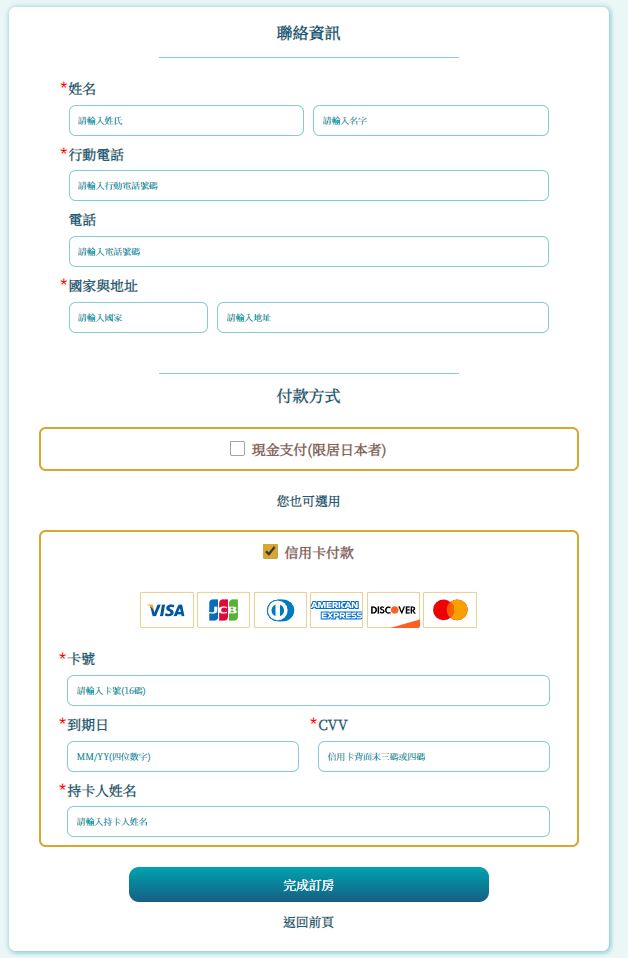 聯絡資訊
*姓名
請輸入姓氏 請輸入名字
*行動電話
請輸入行動電話號碼
電話
請輸入電話號碼
*國家與地址
請輸入國家 請輸入地址
付款方式
現金支付(限居日本者)
您也可選用
信用卡付款
VISA JCB AMERICAN EXPRESS DISCOVER
*卡號
請輸入卡號(16碼)
*到期日 *CVV
MM/YY(四位數字) 信用卡背面末三碼或四碼
*持卡人姓名
請輸入持卡人姓名
完成訂房
返回前頁